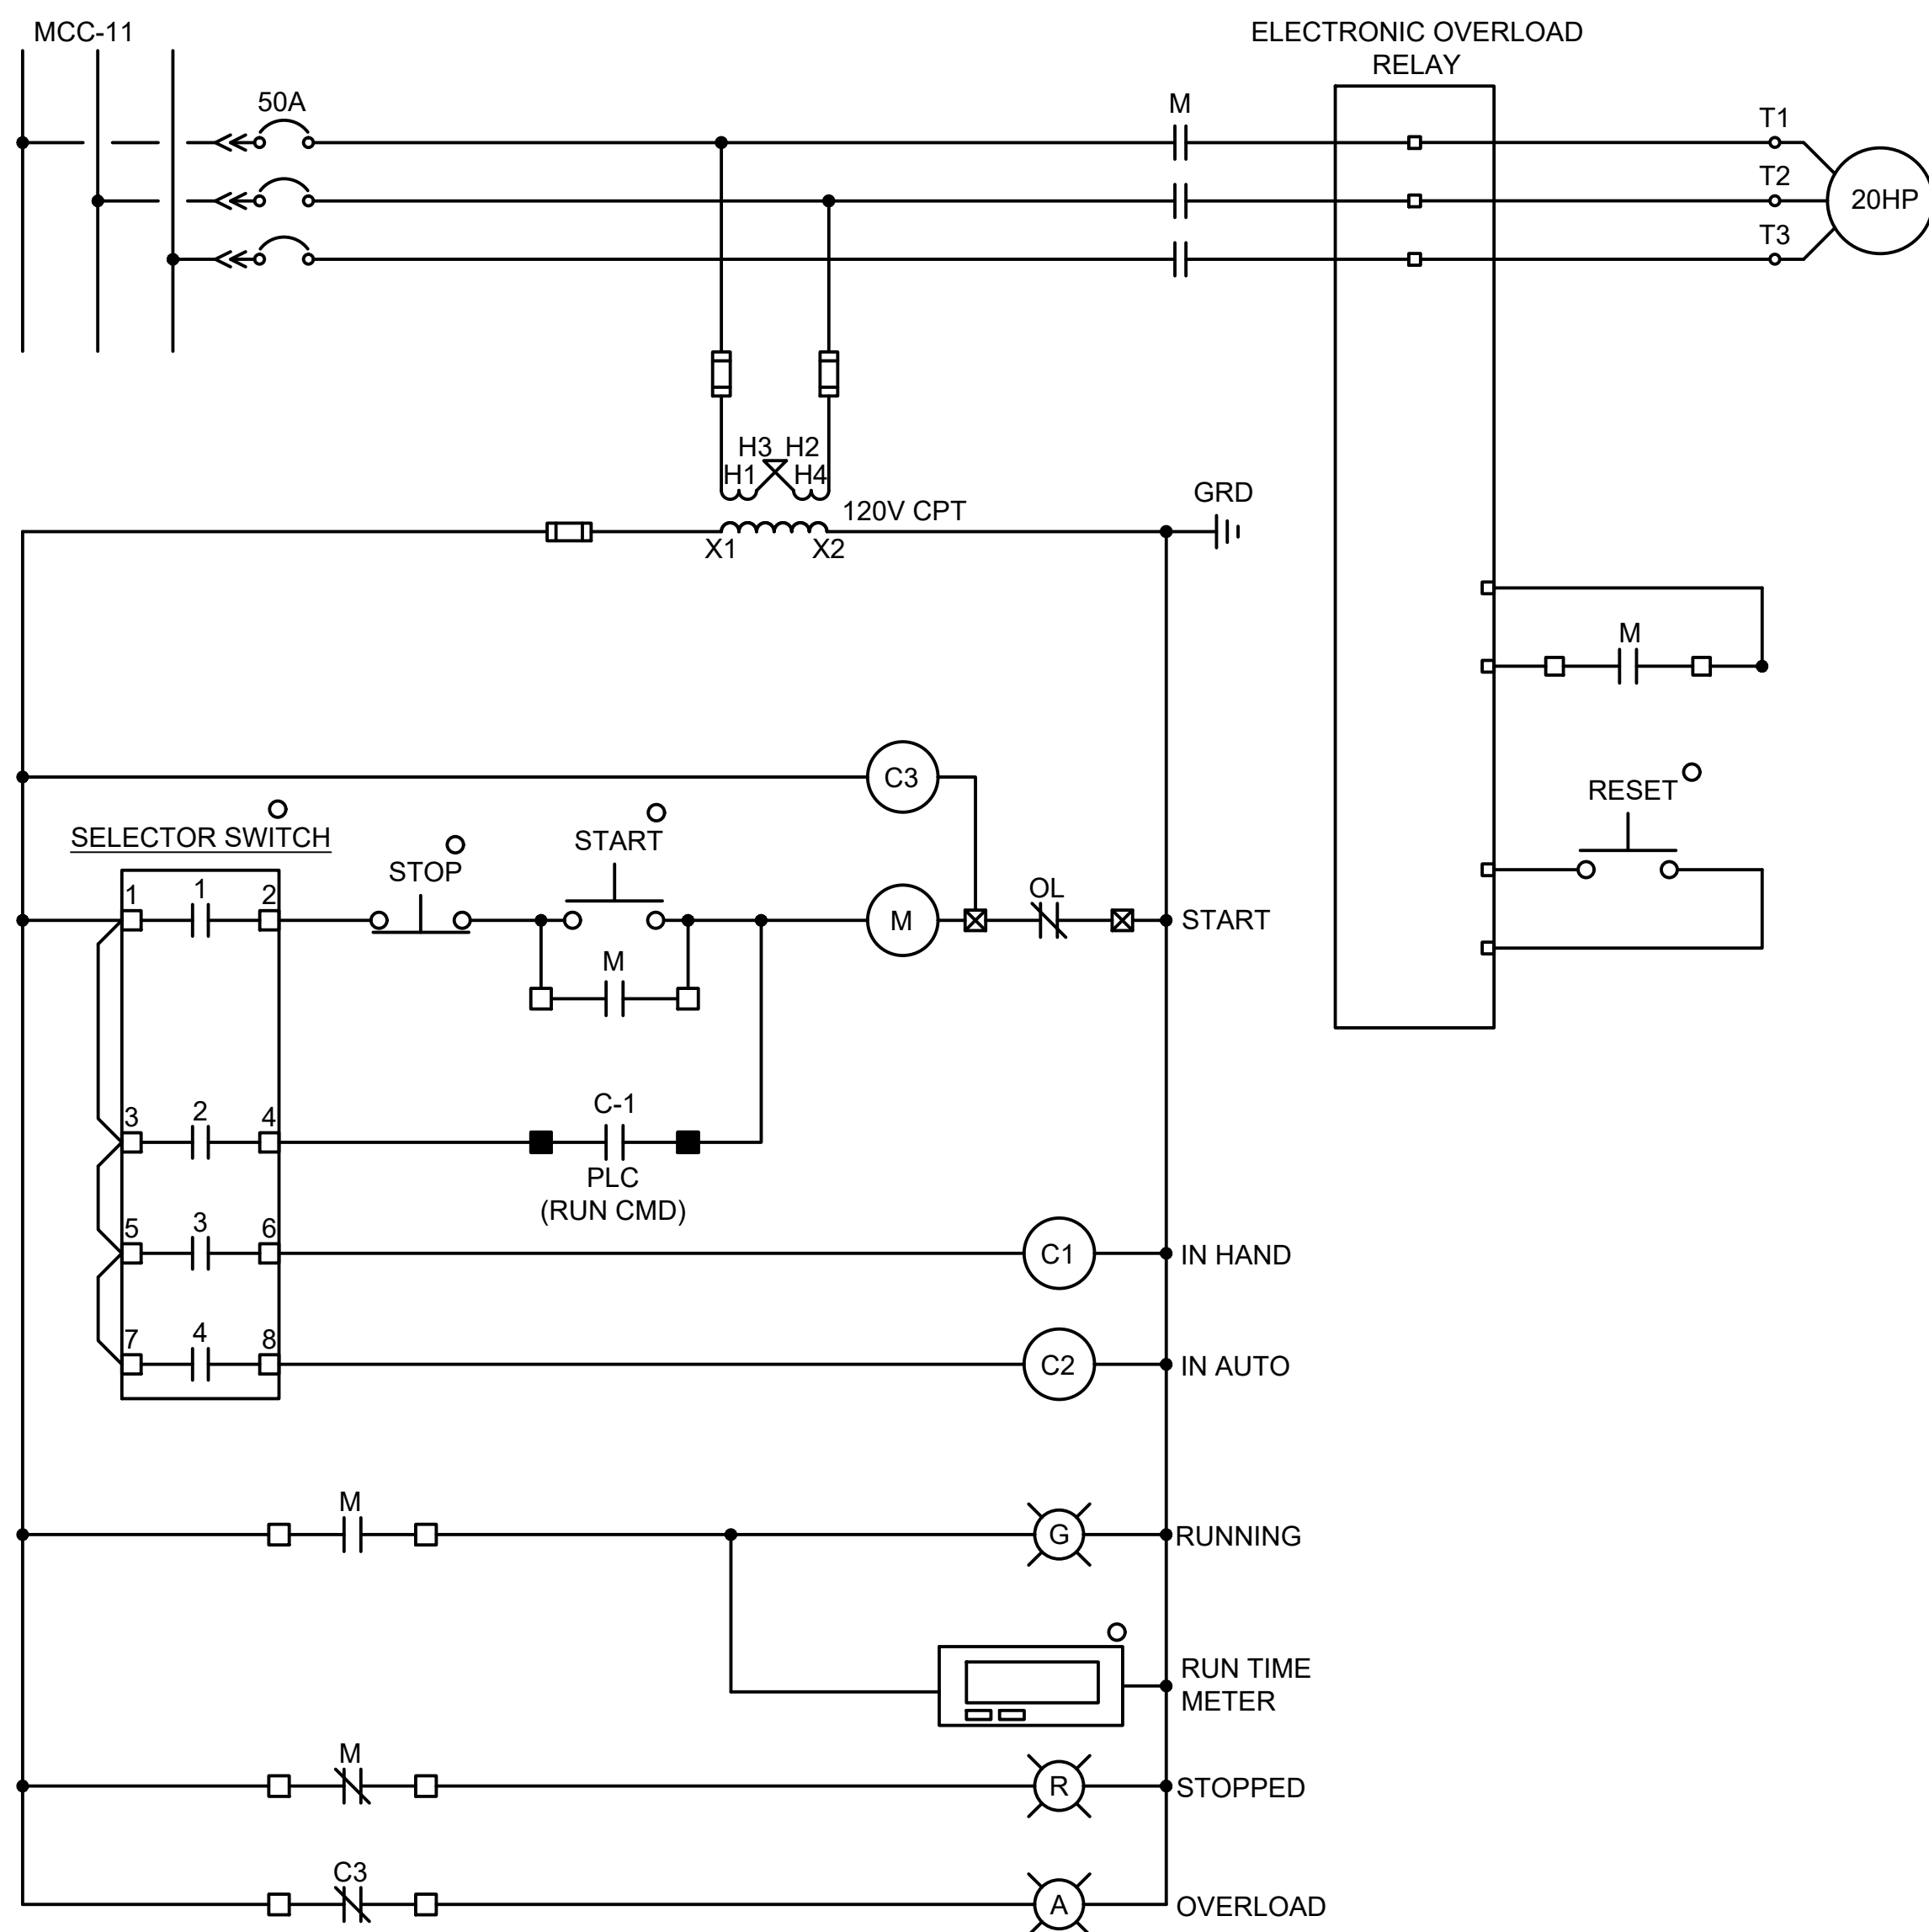 MCC-11
ELECTRONIC OVERLOAD
RELAY
50A
M
T1
T2
20HP
T3
H3 H2
H1 H4
120V CPT
GRD
X1 X2
M
C3
RESET
SELECTOR SWITCH
STOP
START
1 1 2
M
OL
START
M
3 2 4
C-1
PLC
(RUN CMD)
5 3 6
C1
IN HAND
7 4 8
C2
IN AUTO
M
G
RUNNING
RUN TIME
METER
M
R
STOPPED
C3
A
OVERLOAD